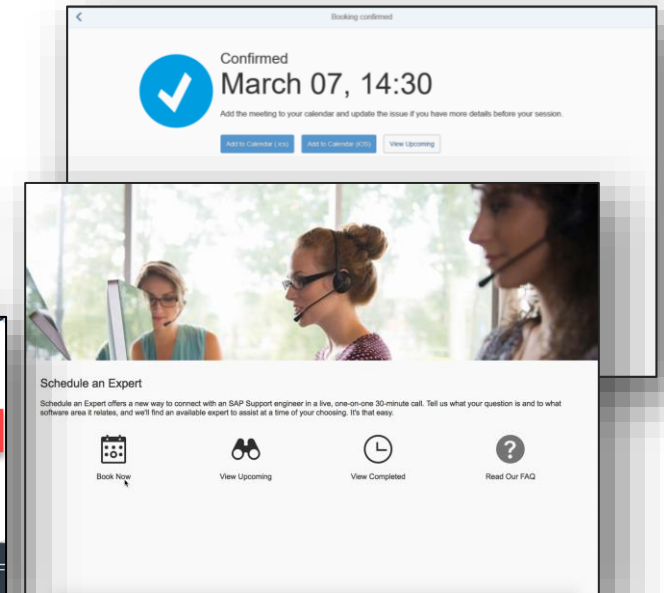 Booking confirmed
Confirmed
March 07, 14:30
Add the meeting to your calendar and update the issue if you have more details before your session.
Add to Calendar (.ics)
Add to Calendar (iOS)
View Upcoming
Schedule an Expert
Schedule an Expert offers a new way to connect with an SAP Support engineer in a live, one-on-one 30-minute call. Tell us what your question is and to what
software area it relates, and we'll find an available expert to assist at a time of your choosing. It's that easy.
Book Now
View Upcoming
View Completed
Read Our FAQ